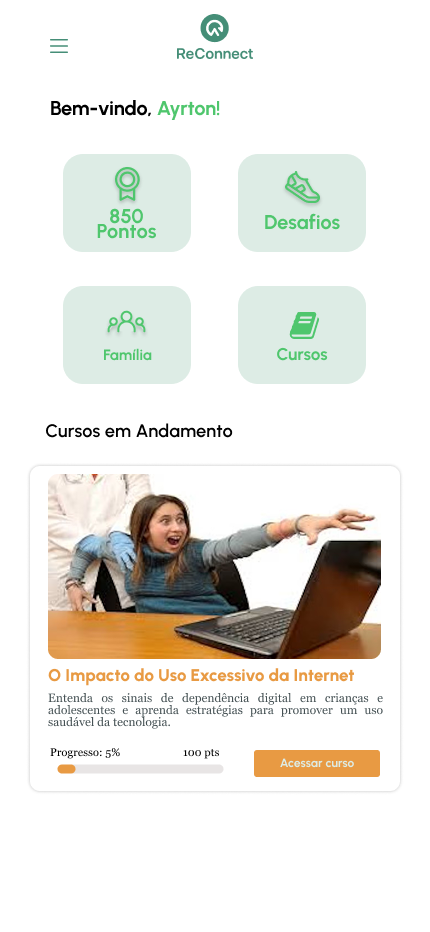 ReConnect
Bem-vindo, Ayrton!
850
Pontos
Desafios
Família
Cursos
Cursos em Andamento
O Impacto do Uso Excessivo da Internet
Entenda os sinais de dependência digital em crianças e
adolescentes e aprenda estratégias para promover um uso
saudável da tecnologia.
Progresso: 5%
100 pts
Acessar curso